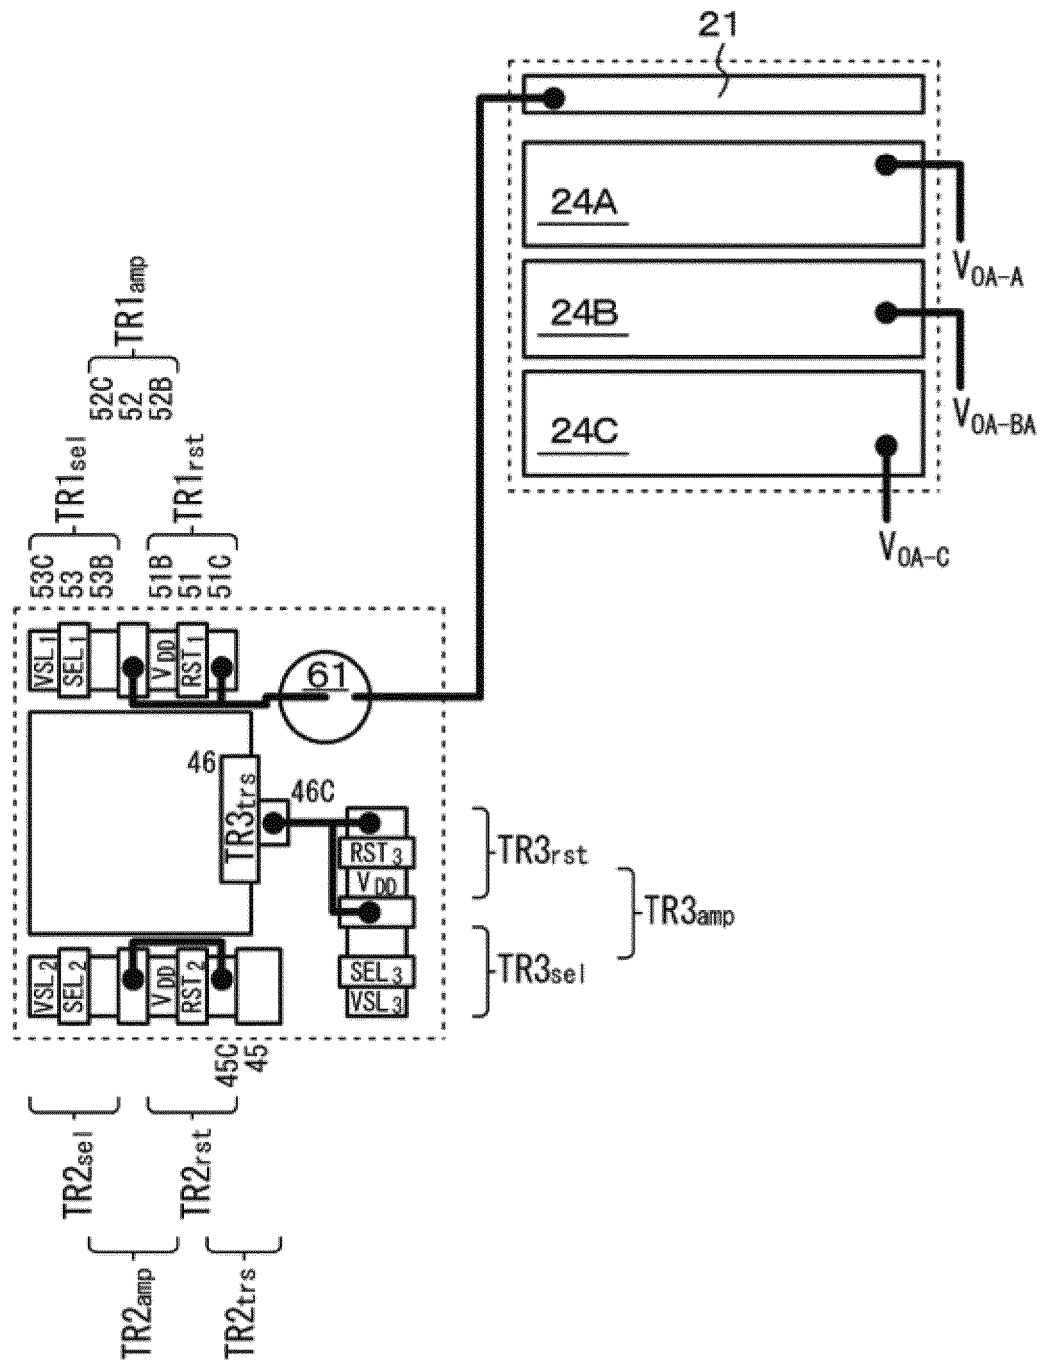 21
24A
V_OA-A
24B
V_OA-BA
24C
V_OA-C
TR1amp
52C
52
52B
TR1sel
TR1rst
53C
53
53B
51B
51
51C
VSL1
SEL1
VDD
RST1
61
46
TR3trs
46C
RST3
VDD
SEL3
VSL3
TR3rst
TR3amp
TR3sel
VSL2
SEL2
VDD
RST2
45C
45
TR2sel
TR2rst
TR2amp
TR2trs